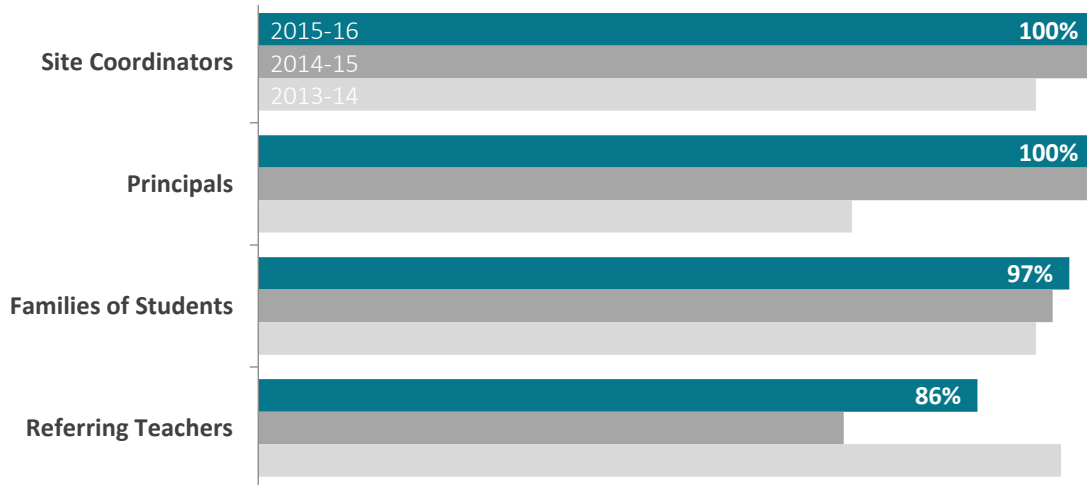 2015-16 100%
Site Coordinators 2014-15
2013-14
100%
Principals
97%
Families of Students
86%
Referring Teachers